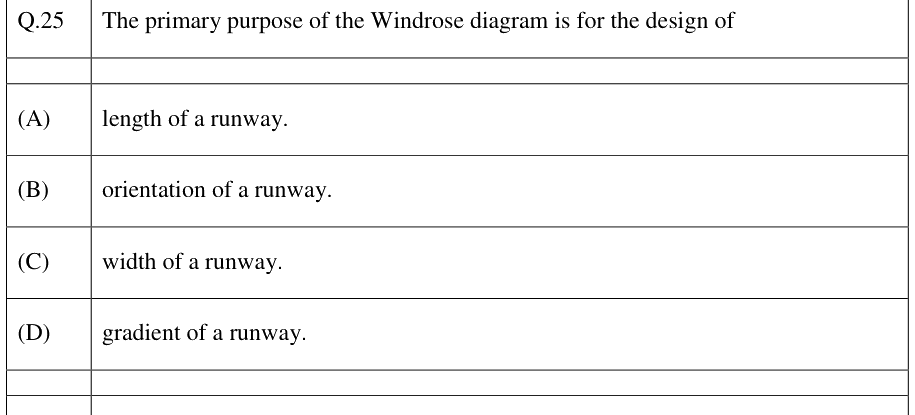 Q.25 The primary purpose of the Windrose diagram is for the design of
(A) length of a runway.
(B) orientation of a runway.
(C) width of a runway.
(D) gradient of a runway.